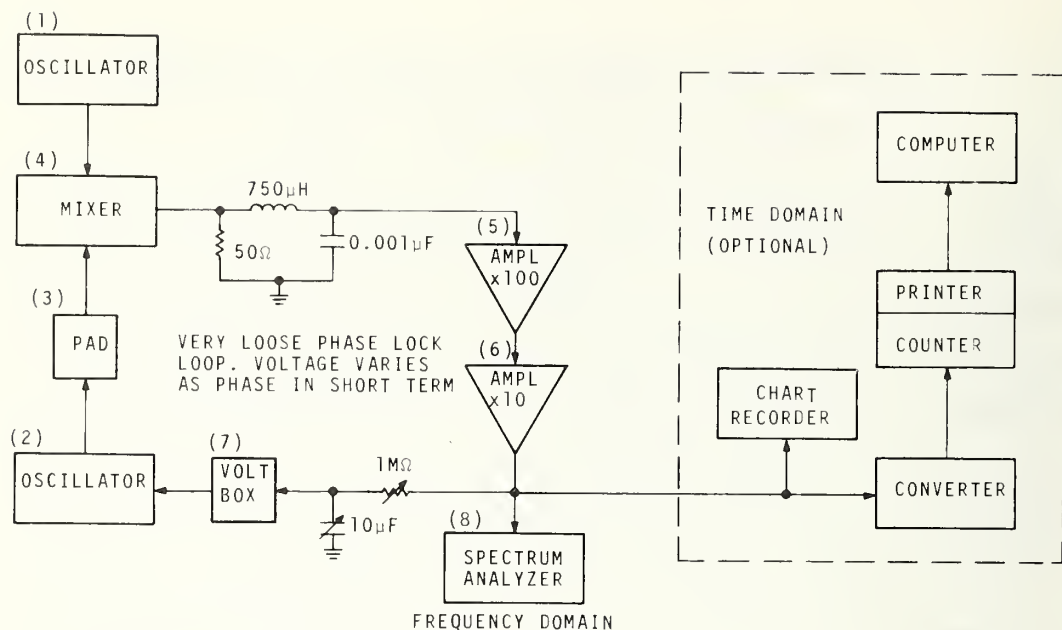 (1)
OSCILLATOR
(4)
MIXER
750µH
50Ω
0.001µF
(3)
PAD
VERY LOOSE PHASE LOCK
LOOP. VOLTAGE VARIES
AS PHASE IN SHORT TERM
(5)
AMPL
x100
(6)
AMPL
x10
(2)
OSCILLATOR
(7)
VOLT
BOX
1MΩ
10µF
(8)
SPECTRUM
ANALYZER
FREQUENCY DOMAIN
TIME DOMAIN
(OPTIONAL)
COMPUTER
PRINTER
COUNTER
CHART
RECORDER
CONVERTER